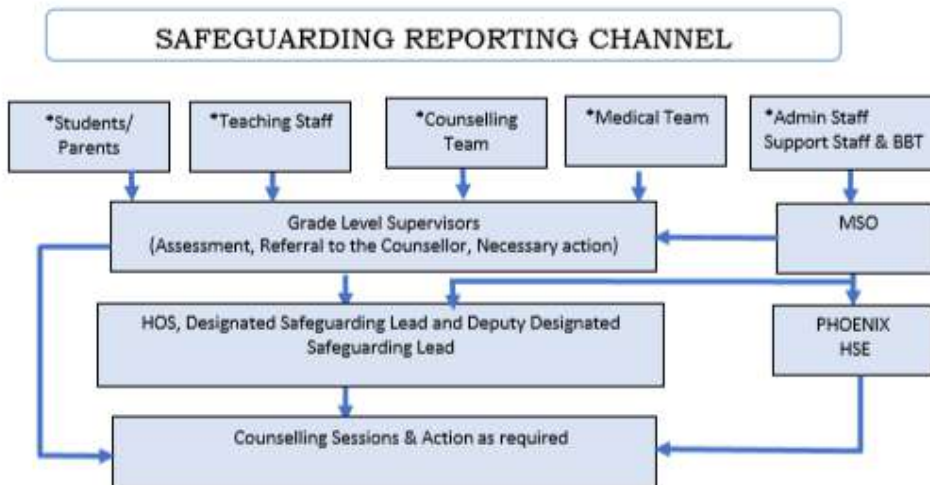 SAFEGUARDING REPORTING CHANNEL
*Students/
Parents
*Teaching Staff
*Counselling
Team
*Medical Team
*Admin Staff
Support Staff & BBT
Grade Level Supervisors
(Assessment, Referral to the Counsellor, Necessary action)
MSO
HOS, Designated Safeguarding Lead and Deputy Designated
Safeguarding Lead
PHOENIX
HSE
Counselling Sessions & Action as required